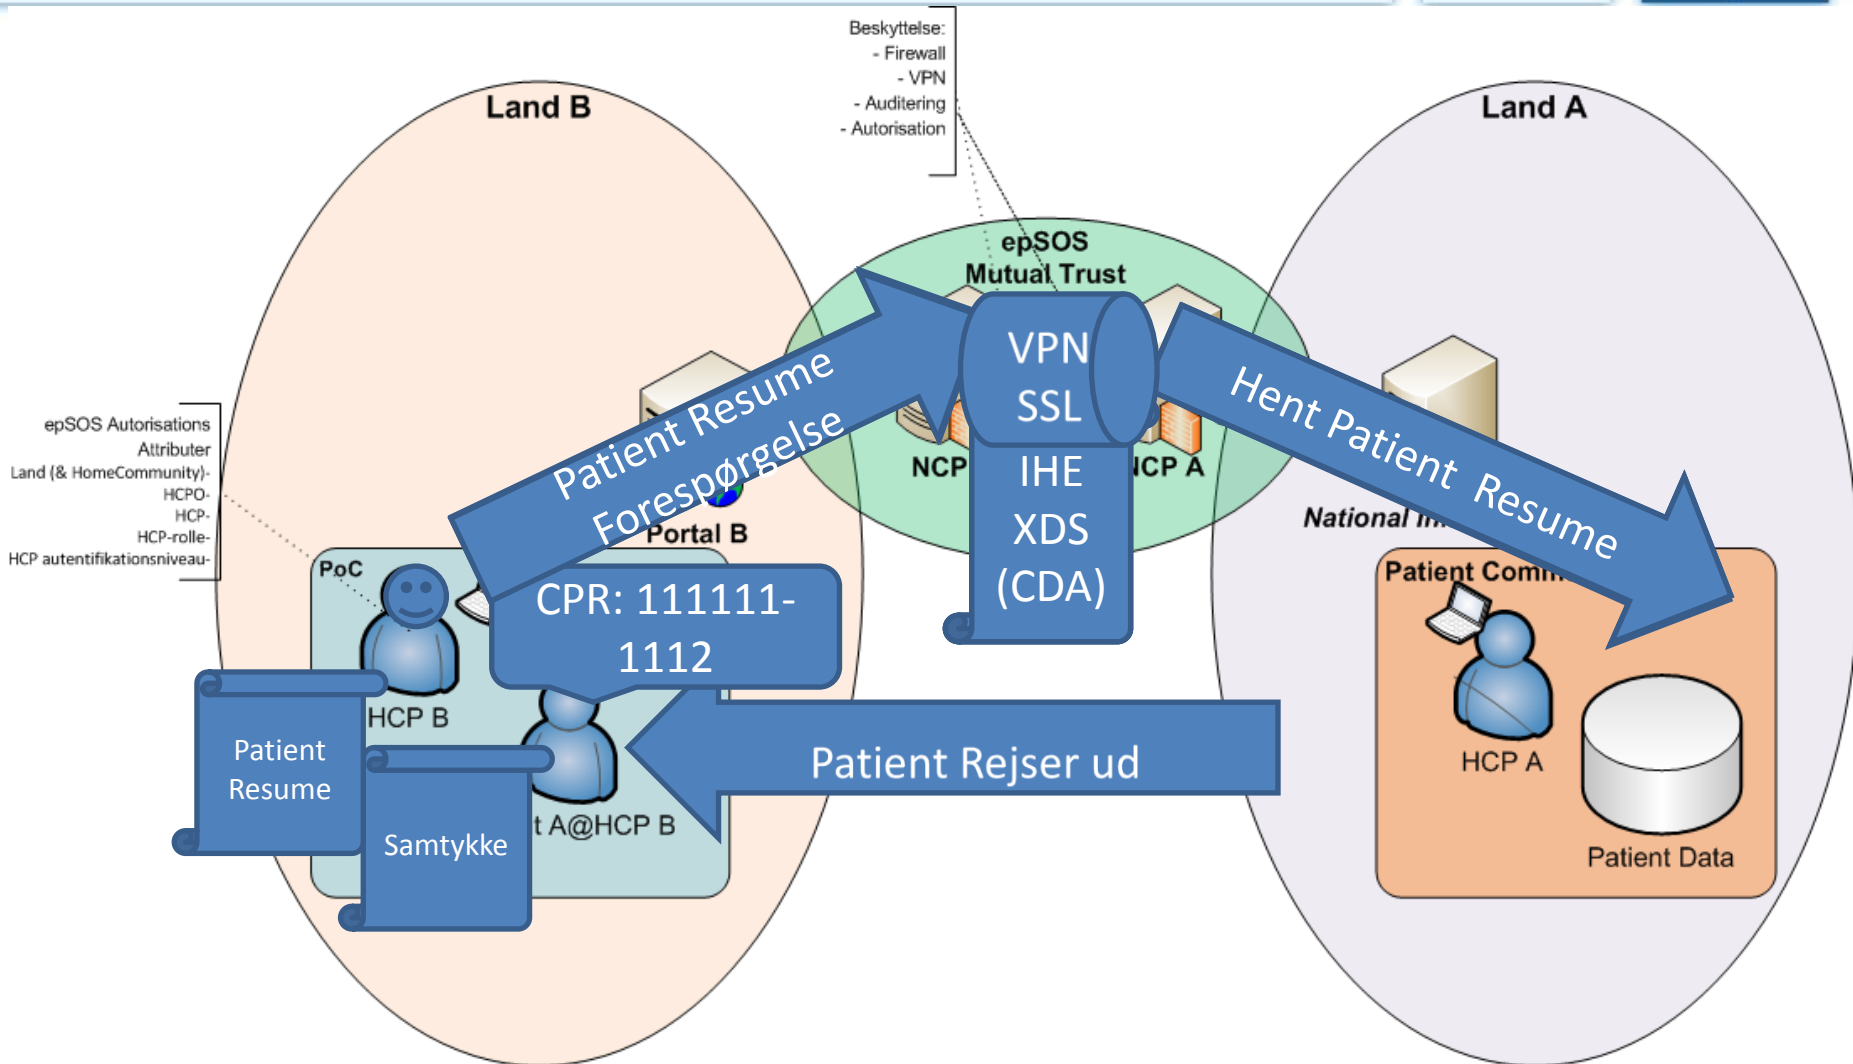 Beskyttelse:
- Firewall
- VPN
- Auditering
- Autorisation
Land B
Land A
epSOS
Mutual Trust
VPN
SSL
IHE
XDS
(CDA)
NCP
NCP A
Patient Resume
Forespørgelse
Hent Patient Resume
epSOS Autorisations
Attributer
Land (& HomeCommunity)-
HCPO-
HCP-
HCP-rolle-
HCP autentifikationsniveau-
Portal B
National
PoC
CPR: 111111-
1112
HCP B
Patient
Resume
Samtykke
A@HCP B
Patient Rejser ud
Patient
HCP A
Patient Data